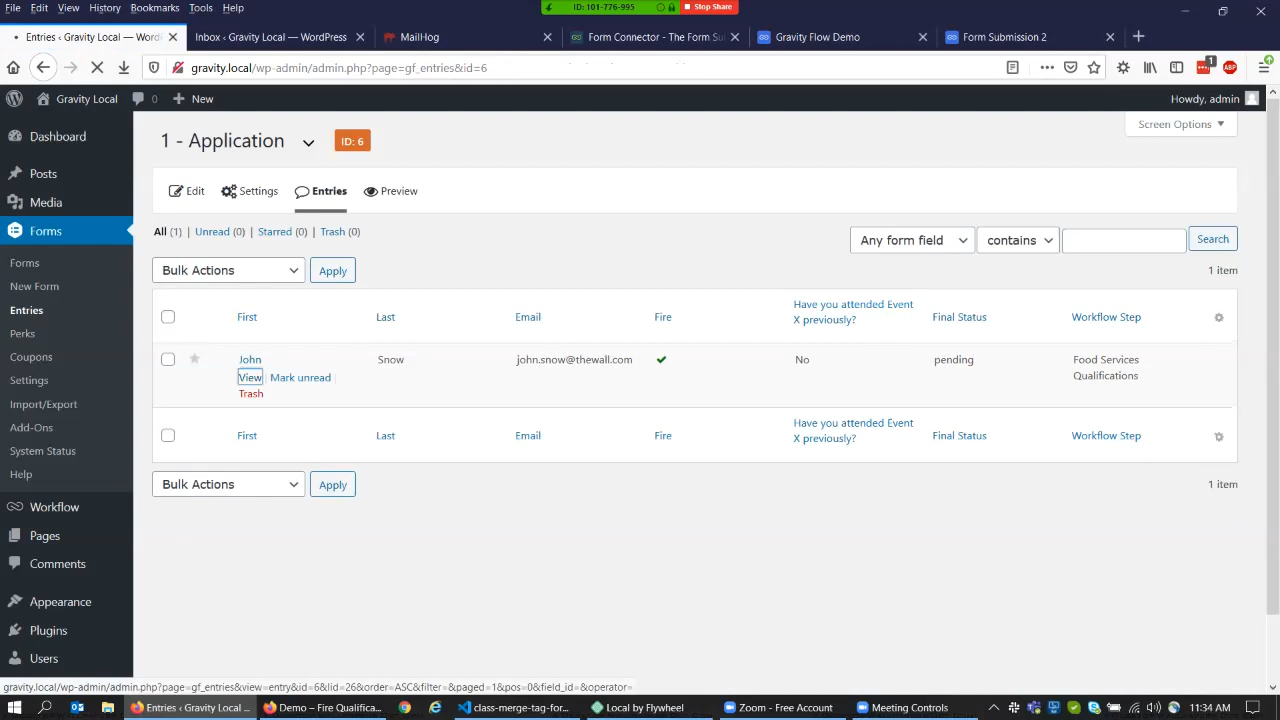 File Edit View History Bookmarks Tools Help
ID: 101-776-995 Stop Share
Entries ‹ Gravity Local — Word
Inbox ‹ Gravity Local — WordPress
MailHog
Form Connector - The Form Su
Gravity Flow Demo
Form Submission 2
gravity.local/wp-admin/admin.php?page=gf_entries&id=6
1
ABP
Gravity Local 0 New Howdy, admin
Dashboard
Posts
Media
Forms
Forms
New Form
Entries
Perks
Coupons
Settings
Import/Export
Add-Ons
System Status
Help
Workflow
Pages
Comments
Appearance
Plugins
Users
Screen Options
1 - Application ID: 6
Edit Settings Entries Preview
All (1) | Unread (0) | Starred (0) | Trash (0)
Any form field contains Search
Bulk Actions Apply 1 item
First Last Email Fire Have you attended Event X previously? Final Status Workflow Step
John Snow john.snow@thewall.com No pending Food Services Qualifications
View | Mark unread |
Trash
First Last Email Fire Have you attended Event X previously? Final Status Workflow Step
Bulk Actions Apply 1 item
gravity.local/wp-admin/admin.php?page=gf_entries&view=entry&id=6&lid=26&order=ASC&filter=&paged=1&pos=0&field_id=&operator=
Entries ‹ Gravity Local ...
Demo – Fire Qualifica...
class-merge-tag-for...
Local by Flywheel
Zoom - Free Account
Meeting Controls
11:34 AM